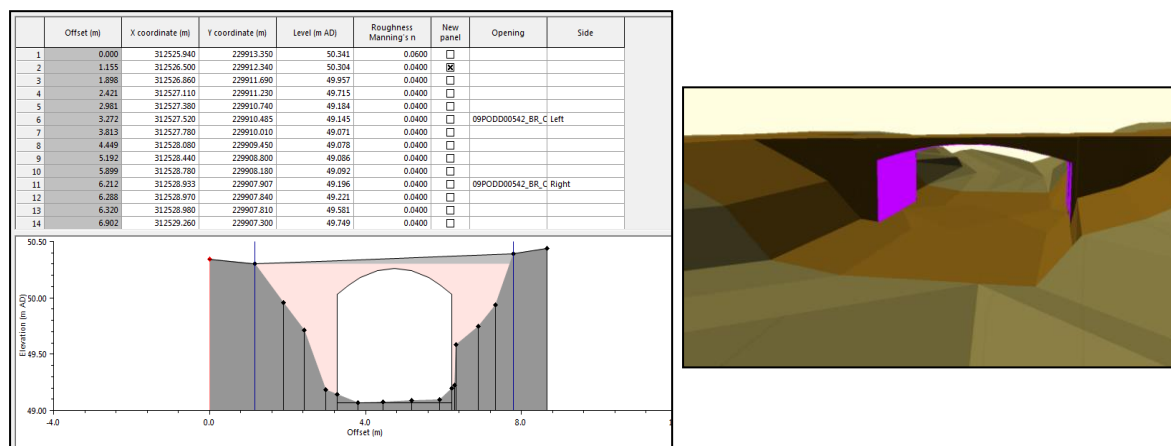 Offset (m) X coordinate (m) Y coordinate (m) Level (m AD) Roughness Manning's n New panel Opening Side
1 0.000 312525.940 229913.350 50.341 0.0600
2 1.155 312526.500 229912.340 50.304 0.0400
3 1.898 312526.860 229911.690 49.957 0.0400
4 2.421 312527.110 229911.230 49.715 0.0400
5 2.981 312527.380 229910.740 49.184 0.0400
6 3.272 312527.520 229910.485 49.145 0.0400 09PODD00542_BR_C Left
7 3.813 312527.780 229910.010 49.071 0.0400
8 4.449 312528.080 229909.450 49.078 0.0400
9 5.192 312528.440 229908.800 49.086 0.0400
10 5.899 312528.780 229908.180 49.092 0.0400
11 6.212 312528.933 229907.907 49.196 0.0400 09PODD00542_BR_C Right
12 6.288 312528.970 229907.840 49.221 0.0400
13 6.320 312528.980 229907.810 49.581 0.0400
14 6.902 312529.260 229907.300 49.749 0.0400
50.50
50.00
49.50
49.00
Elevation (m AD)
-4.0 0.0 4.0 8.0
Offset (m)